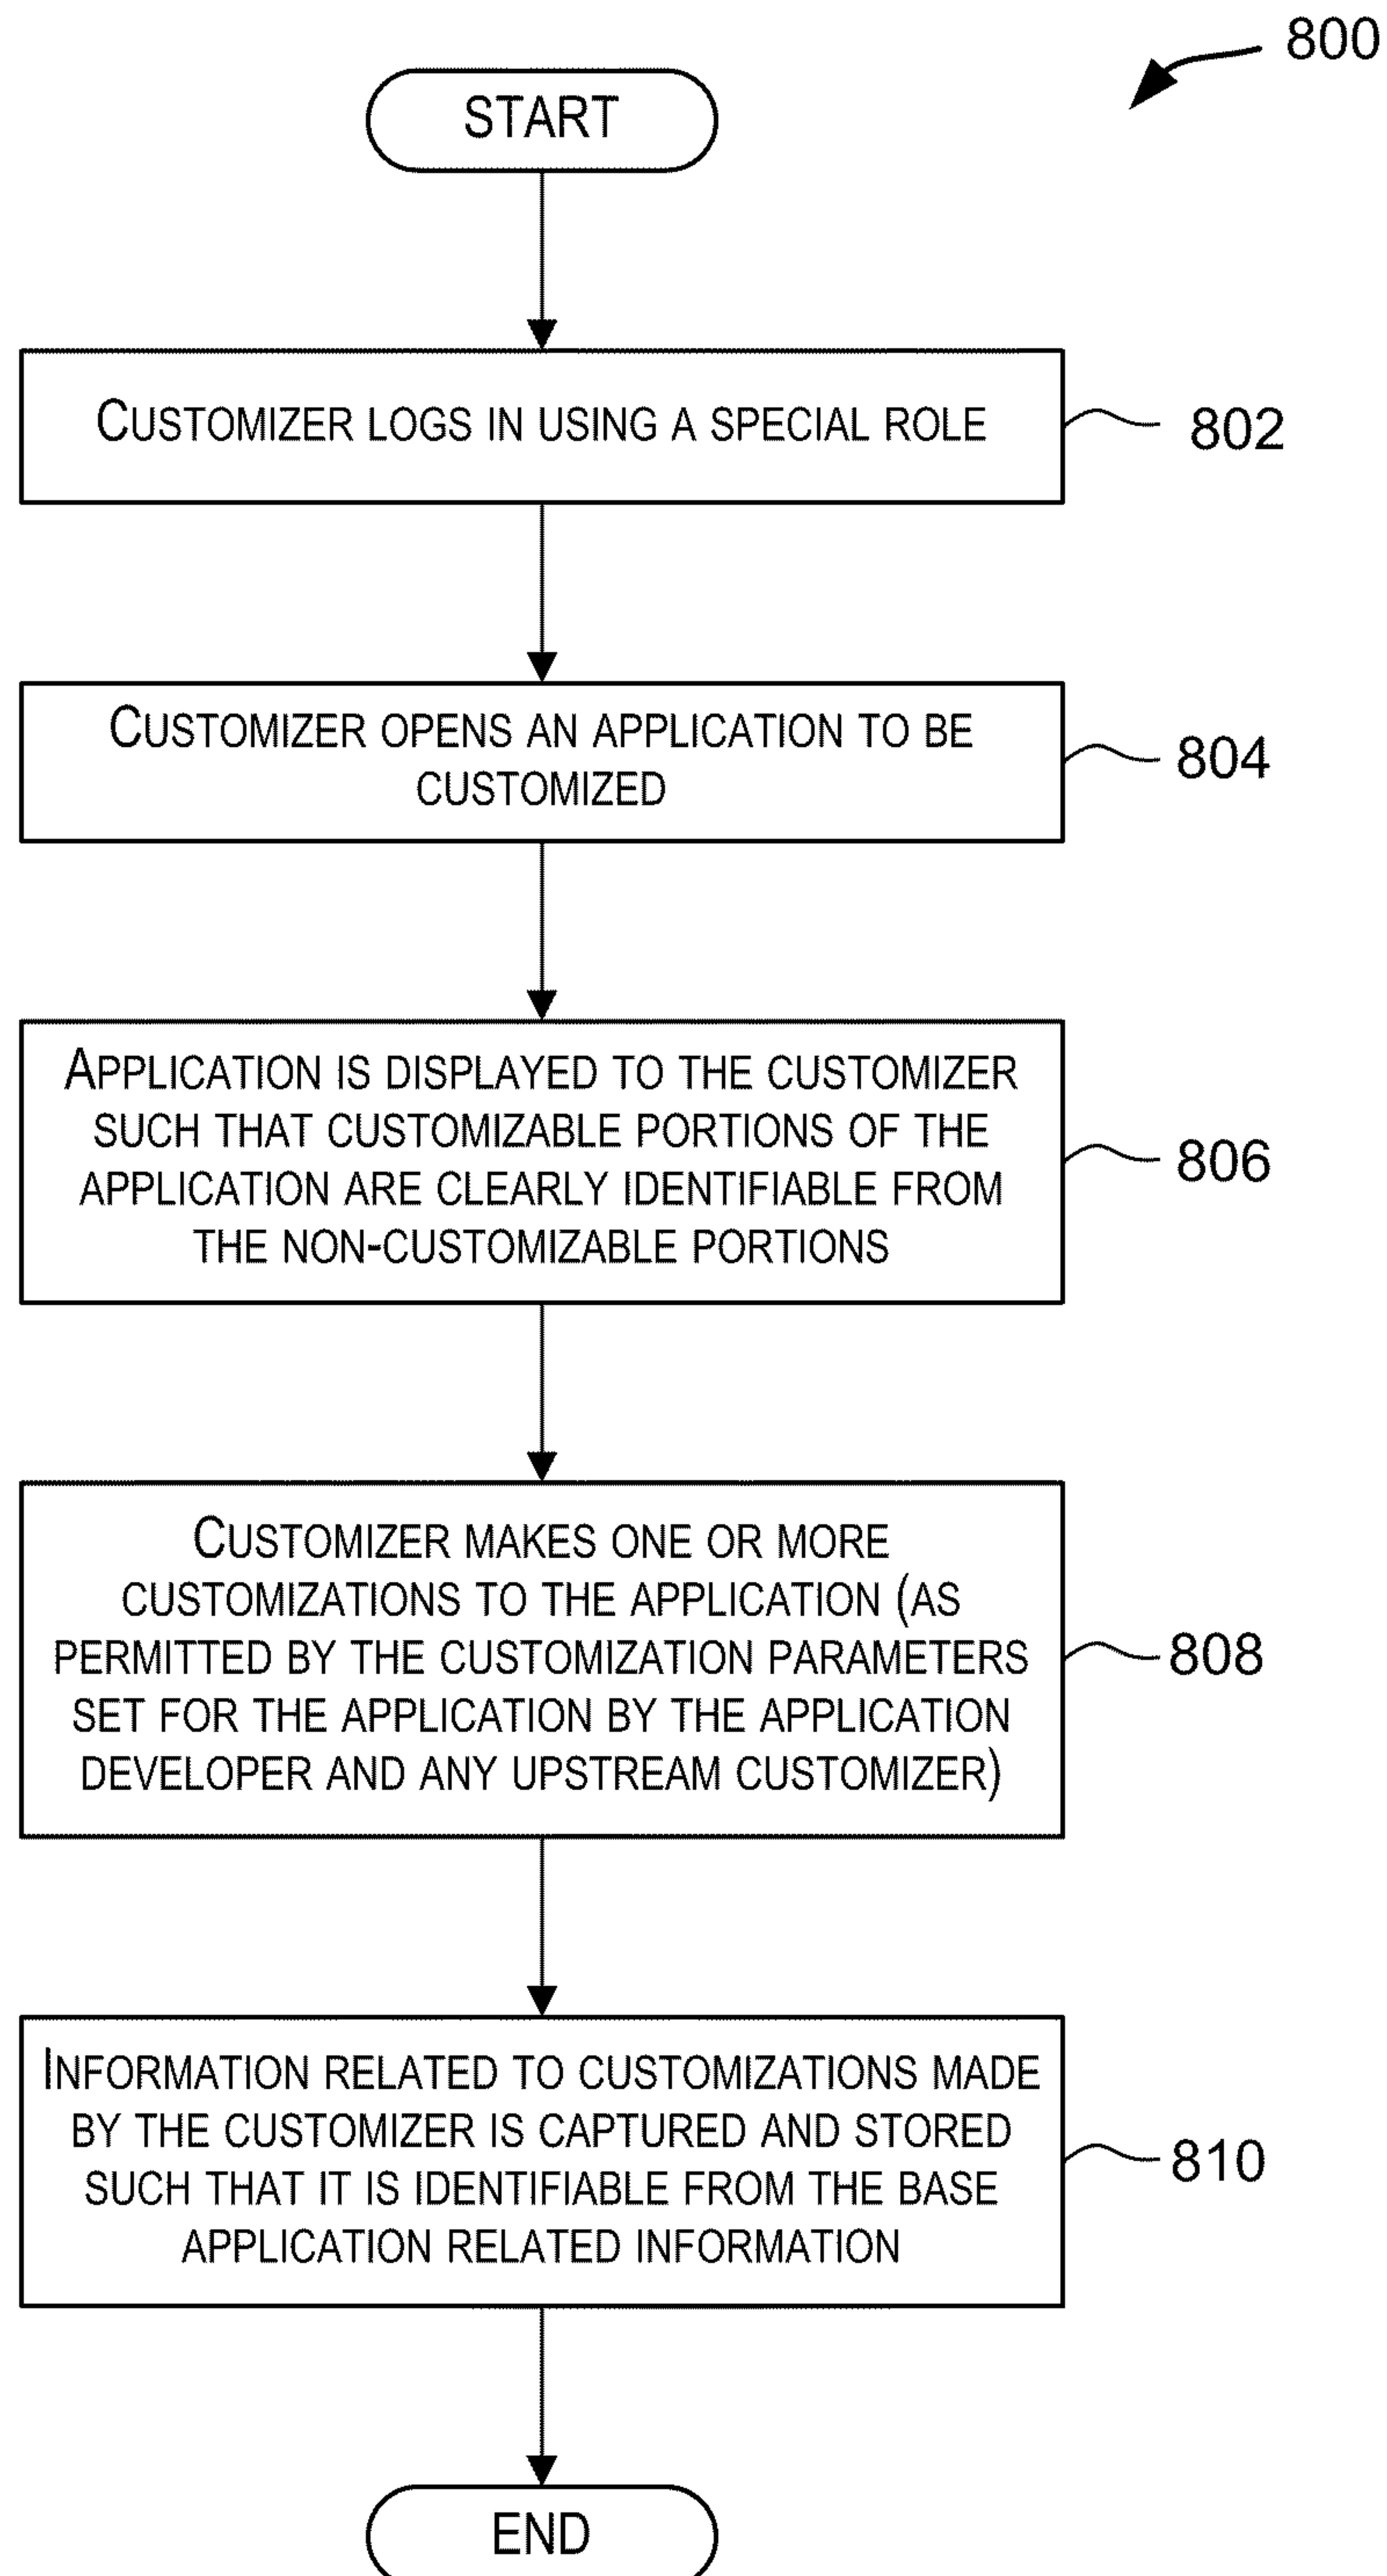 800
START
CUSTOMIZER LOGS IN USING A SPECIAL ROLE
802
CUSTOMIZER OPENS AN APPLICATION TO BE
CUSTOMIZED
804
APPLICATION IS DISPLAYED TO THE CUSTOMIZER
SUCH THAT CUSTOMIZABLE PORTIONS OF THE
APPLICATION ARE CLEARLY IDENTIFIABLE FROM
THE NON-CUSTOMIZABLE PORTIONS
806
CUSTOMIZER MAKES ONE OR MORE
CUSTOMIZATIONS TO THE APPLICATION (AS
PERMITTED BY THE CUSTOMIZATION PARAMETERS
SET FOR THE APPLICATION BY THE APPLICATION
DEVELOPER AND ANY UPSTREAM CUSTOMIZER)
808
INFORMATION RELATED TO CUSTOMIZATIONS MADE
BY THE CUSTOMIZER IS CAPTURED AND STORED
SUCH THAT IT IS IDENTIFIABLE FROM THE BASE
APPLICATION RELATED INFORMATION
810
END